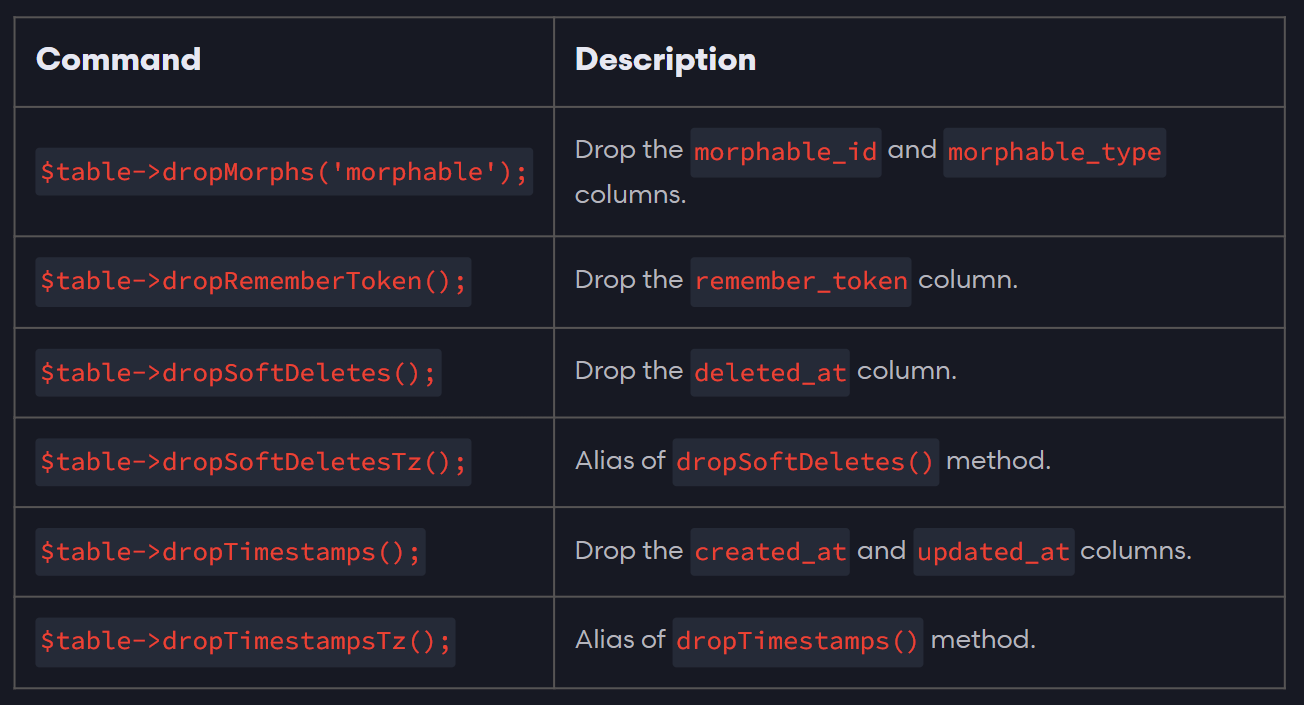 Command Description
$table->dropMorphs('morphable'); Drop the morphable_id and morphable_type
columns.
$table->dropRememberToken(); Drop the remember_token column.
$table->dropSoftDeletes(); Drop the deleted_at column.
$table->dropSoftDeletesTz(); Alias of dropSoftDeletes() method.
$table->dropTimestamps(); Drop the created_at and updated_at columns.
$table->dropTimestampsTz(); Alias of dropTimestamps() method.